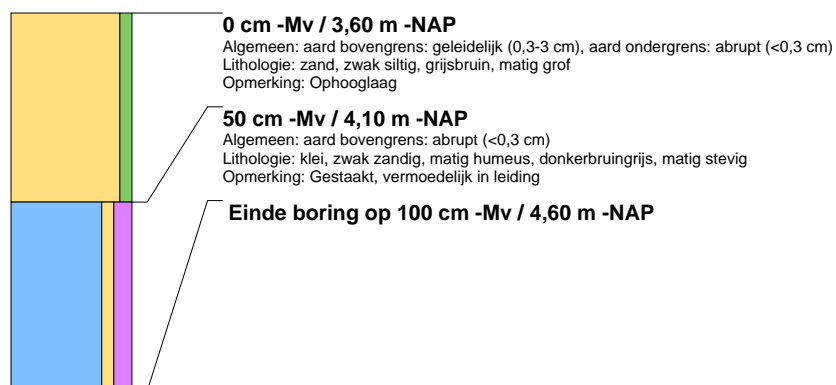 0 cm -Mv / 3,60 m -NAP
Algemeen: aard bovengrens: geleidelijk (0,3-3 cm), aard ondergrens: abrupt (<0,3 cm)
Lithologie: zand, zwak siltig, grijsbruin, matig grof
Opmerking: Ophooglaag
50 cm -Mv / 4,10 m -NAP
Algemeen: aard bovengrens: abrupt (<0,3 cm)
Lithologie: klei, zwak zandig, matig humeus, donkerbruingrijs, matig stevig
Opmerking: Gestaakt, vermoedelijk in leiding
Einde boring op 100 cm -Mv / 4,60 m -NAP